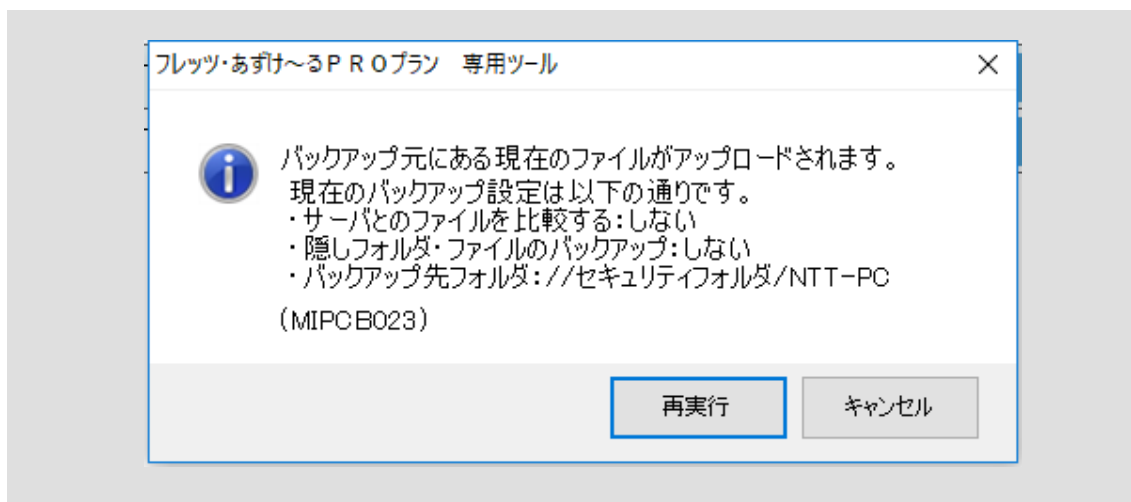 フレッツ・あずけ～るＰＲＯプラン　専用ツール
バックアップ元にある現在のファイルがアップロードされます。
現在のバックアップ設定は以下の通りです。
・サーバとのファイルを比較する：しない
・隠しフォルダ・ファイルのバックアップ：しない
・バックアップ先フォルダ：//セキュリティフォルダ/NTT-PC
（MIPCB023）
再実行
キャンセル